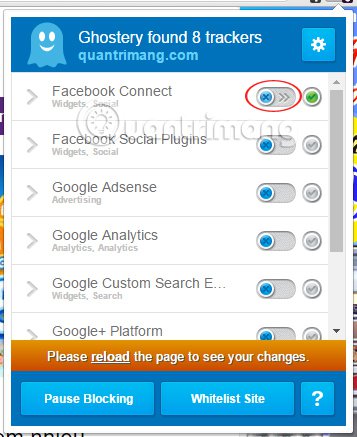 Ghostery found 8 trackers
quantrimang.com
Facebook Connect
Widgets, Social
Quantrimang
Facebook Social Plugins
Widgets, Social
Google Adsense
Advertising
Google Analytics
Analytics, Analytics
Google Custom Search E...
Widgets, Search
Google+ Platform
Please reload the page to see your changes.
Pause Blocking
Whitelist Site
?